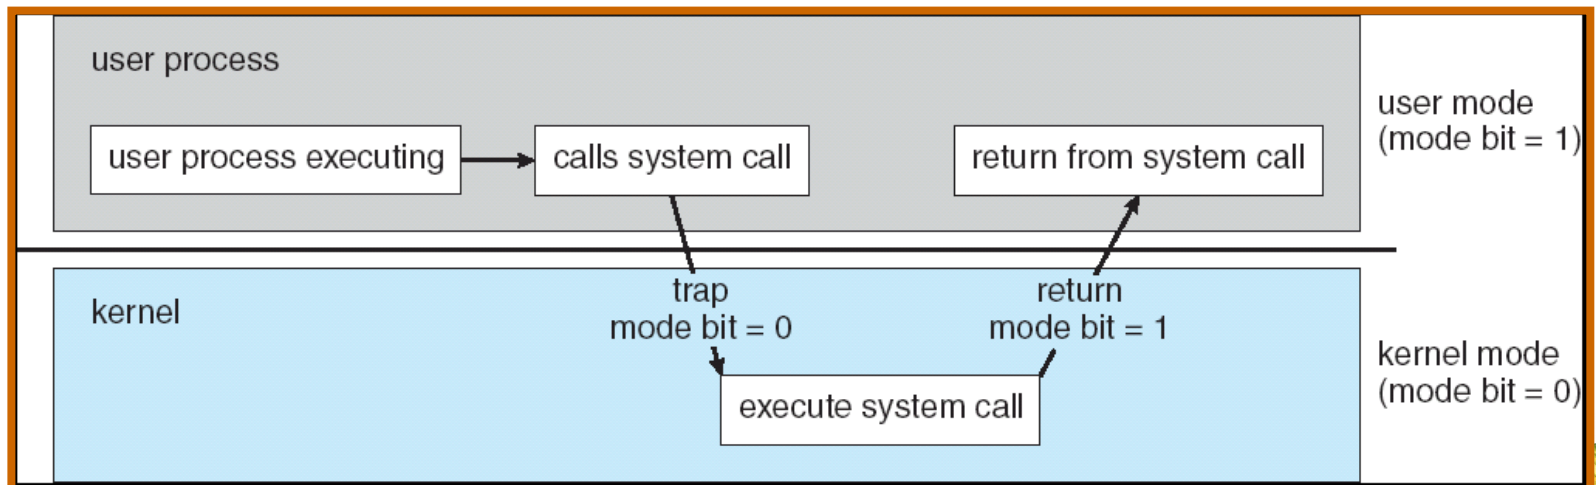 user process
user process executing
calls system call
return from system call
user mode
(mode bit = 1)
kernel
trap
mode bit = 0
return
mode bit = 1
execute system call
kernel mode
(mode bit = 0)